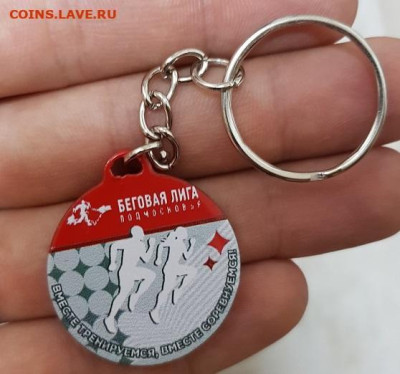 COINS.LAVE.RU
БЕГОВАЯ ЛИГА
ПОДМОСКОВЬЯ
ВМЕСТЕ ТРЕНИРУЕМСЯ, ВМЕСТЕ СОРЕВНУЕМСЯ!